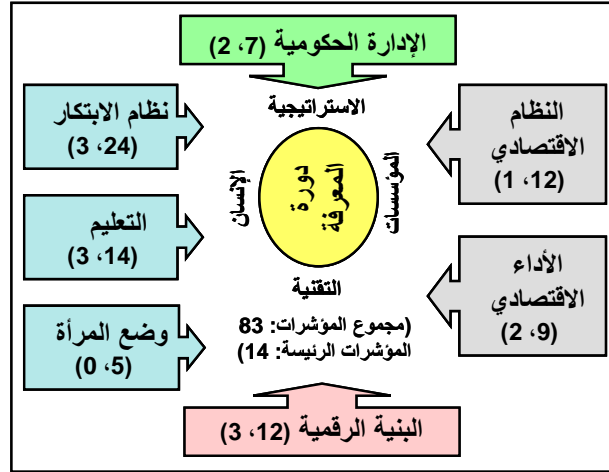 الإدارة الحكومية (7، 2)
الاستراتيجية
النظام
الاقتصادي
(12، 1)
نظام الابتكار
(24، 3)
المؤسسات
دورة
المعرفة
الإنسان
التعليم
(14، 3)
الأداء
الاقتصادي
(9، 2)
التقنية
وضع المرأة
(5، 0)
(مجموع المؤشرات: 83
المؤشرات الرئيسة: 14)
البنية الرقمية (12، 3)